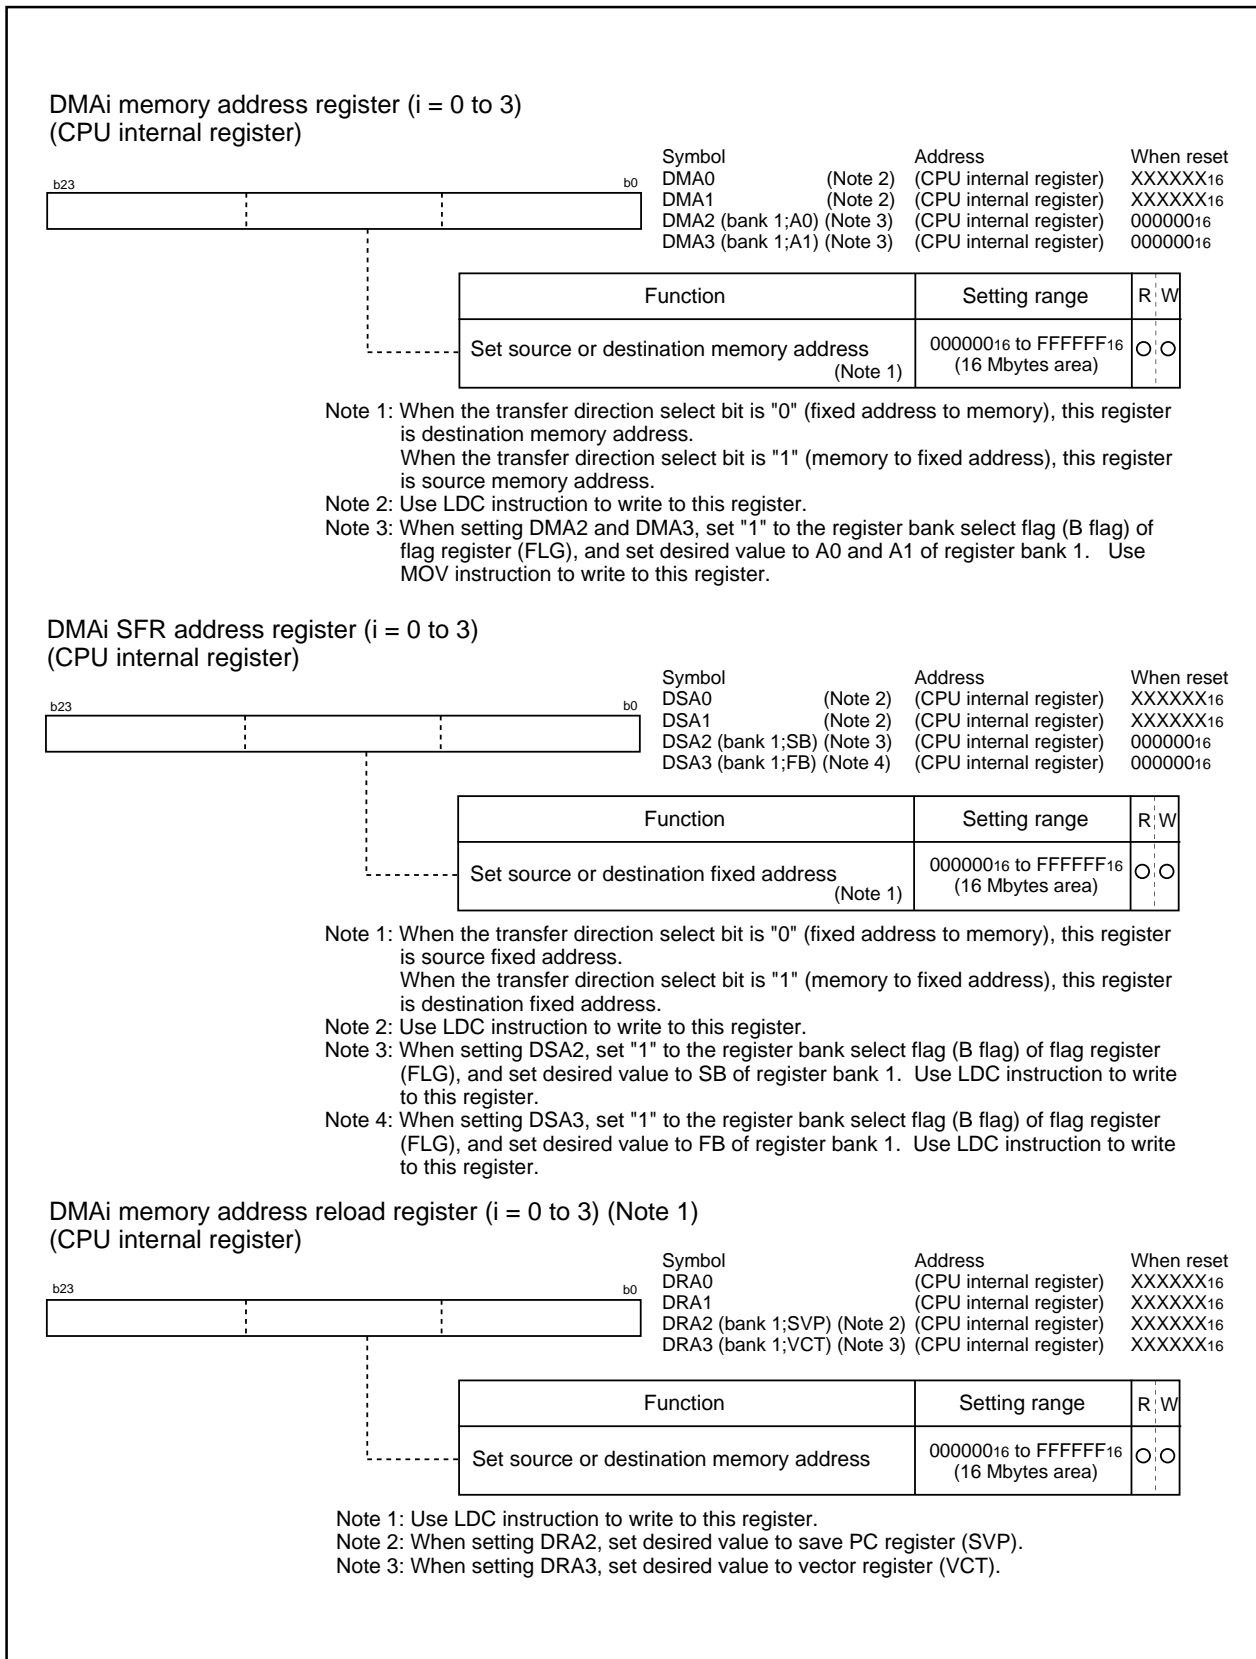 DMAi memory address register (i = 0 to 3)
(CPU internal register)
Symbol Address When reset
DMA0 (Note 2) (CPU internal register) XXXXXX16
DMA1 (Note 2) (CPU internal register) XXXXXX16
DMA2 (bank 1;A0) (Note 3) (CPU internal register) 00000016
DMA3 (bank 1;A1) (Note 3) (CPU internal register) 00000016
b23 b0
Function Setting range R W
Set source or destination memory address (Note 1) 00000016 to FFFFFF16 (16 Mbytes area) O O
Note 1: When the transfer direction select bit is "0" (fixed address to memory), this register
is destination memory address.
When the transfer direction select bit is "1" (memory to fixed address), this register
is source memory address.
Note 2: Use LDC instruction to write to this register.
Note 3: When setting DMA2 and DMA3, set "1" to the register bank select flag (B flag) of
flag register (FLG), and set desired value to A0 and A1 of register bank 1. Use
MOV instruction to write to this register.
DMAi SFR address register (i = 0 to 3)
(CPU internal register)
Symbol Address When reset
DSA0 (Note 2) (CPU internal register) XXXXXX16
DSA1 (Note 2) (CPU internal register) XXXXXX16
DSA2 (bank 1;SB) (Note 3) (CPU internal register) 00000016
DSA3 (bank 1;FB) (Note 4) (CPU internal register) 00000016
b23 b0
Function Setting range R W
Set source or destination fixed address (Note 1) 00000016 to FFFFFF16 (16 Mbytes area) O O
Note 1: When the transfer direction select bit is "0" (fixed address to memory), this register
is source fixed address.
When the transfer direction select bit is "1" (memory to fixed address), this register
is destination fixed address.
Note 2: Use LDC instruction to write to this register.
Note 3: When setting DSA2, set "1" to the register bank select flag (B flag) of flag register
(FLG), and set desired value to SB of register bank 1. Use LDC instruction to write
to this register.
Note 4: When setting DSA3, set "1" to the register bank select flag (B flag) of flag register
(FLG), and set desired value to FB of register bank 1. Use LDC instruction to write
to this register.
DMAi memory address reload register (i = 0 to 3) (Note 1)
(CPU internal register)
Symbol Address When reset
DRA0 (CPU internal register) XXXXXX16
DRA1 (CPU internal register) XXXXXX16
DRA2 (bank 1;SVP) (Note 2) (CPU internal register) XXXXXX16
DRA3 (bank 1;VCT) (Note 3) (CPU internal register) XXXXXX16
b23 b0
Function Setting range R W
Set source or destination memory address 00000016 to FFFFFF16 (16 Mbytes area) O O
Note 1: Use LDC instruction to write to this register.
Note 2: When setting DRA2, set desired value to save PC register (SVP).
Note 3: When setting DRA3, set desired value to vector register (VCT).